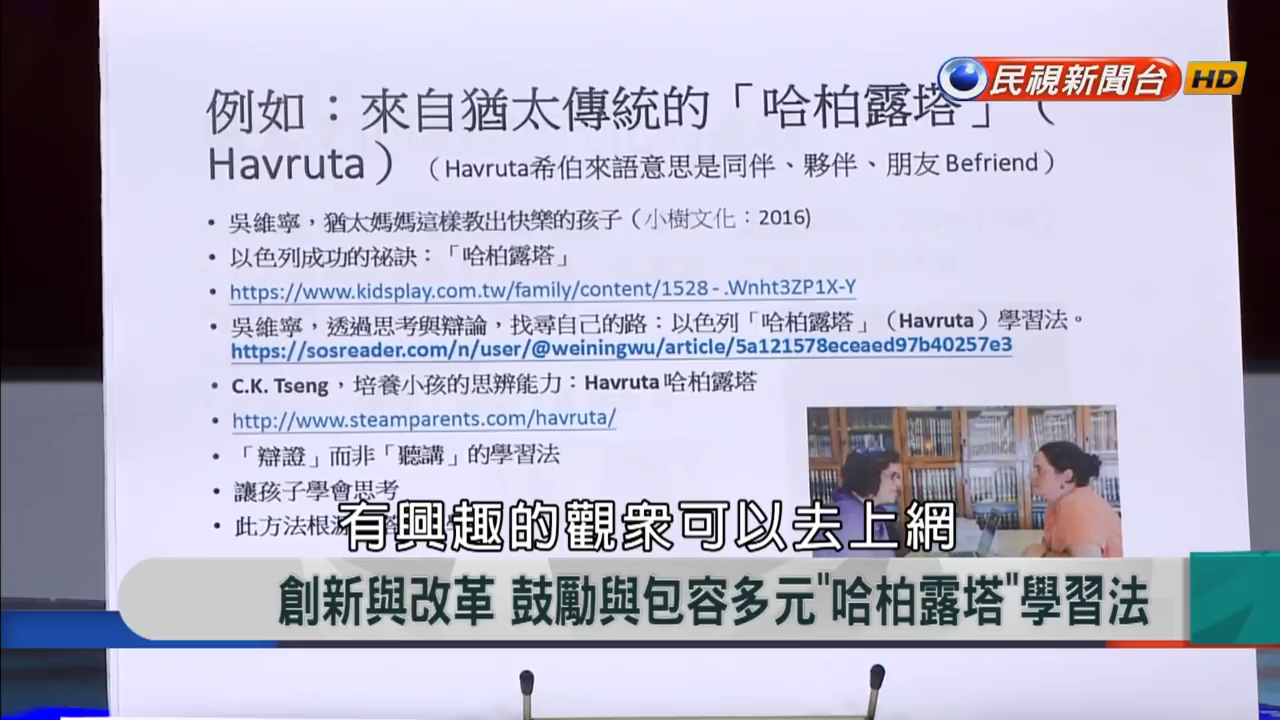 民視新聞台 HD
例如：來自猶太傳統的「哈柏露塔」（
Havruta）（Havruta希伯來語意思是同伴、夥伴、朋友 Befriend）
• 吳維寧，猶太媽媽這樣教出快樂的孩子（小樹文化：2016)
• 以色列成功的祕訣：「哈柏露塔」
• https://www.kidsplay.com.tw/family/content/1528 - .Wnht3ZP1X-Y
• 吳維寧，透過思考與辯論，找尋自己的路：以色列「哈柏露塔」（Havruta）學習法。
https://sosreader.com/n/user/@weiningwu/article/5a121578eceaed97b40257e3
• C.K. Tseng，培養小孩的思辨能力：Havruta 哈柏露塔
• http://www.steamparents.com/havruta/
• 「辯證」而非「聽講」的學習法
• 讓孩子學會思考
• 此方法根源
有興趣的觀眾可以去上網
創新與改革 鼓勵與包容多元"哈柏露塔"學習法